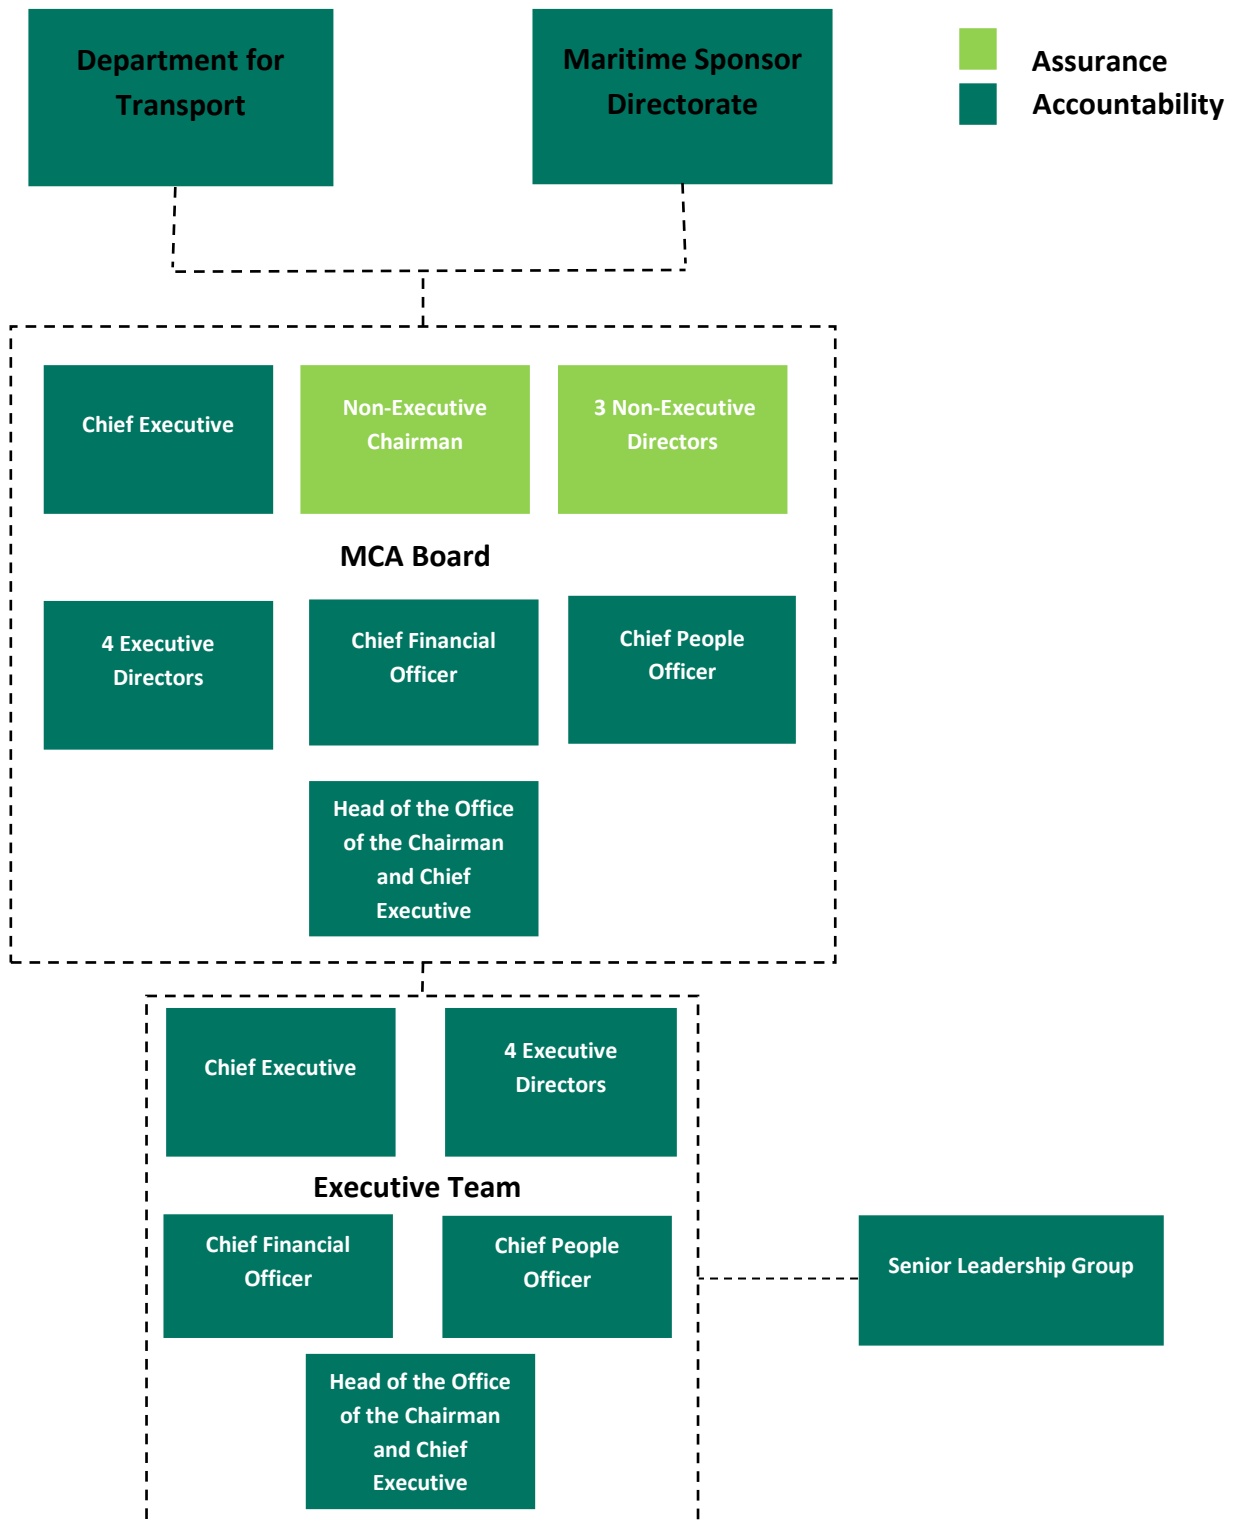 Department for
Transport
Maritime Sponsor
Directorate
Assurance
Accountability
Chief Executive
Non-Executive
Chairman
3 Non-Executive
Directors
MCA Board
4 Executive
Directors
Chief Financial
Officer
Chief People
Officer
Head of the Office
of the Chairman
and Chief
Executive
Chief Executive
4 Executive
Directors
Executive Team
Chief Financial
Officer
Chief People
Officer
Senior Leadership Group
Head of the Office
of the Chairman
and Chief
Executive